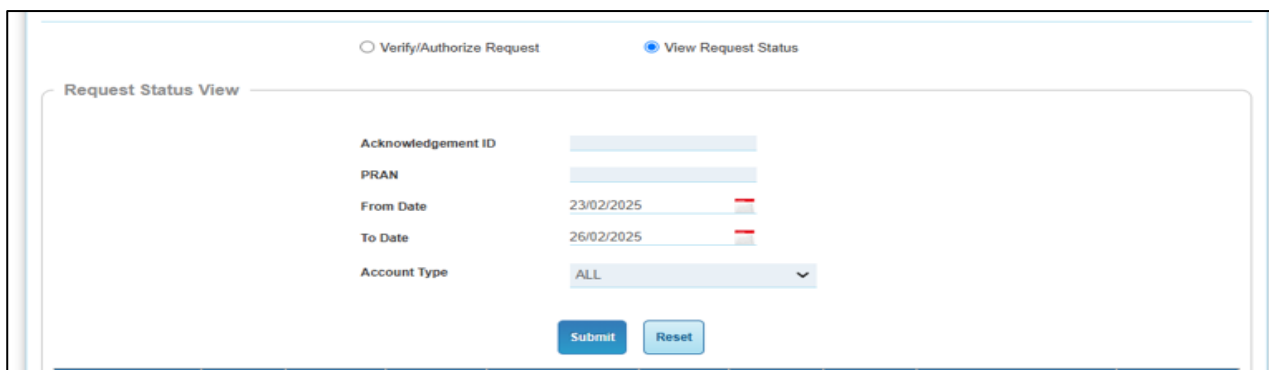 Verify/Authorize Request View Request Status
Request Status View
Acknowledgement ID
PRAN
From Date 23/02/2025
To Date 26/02/2025
Account Type ALL
Submit Reset